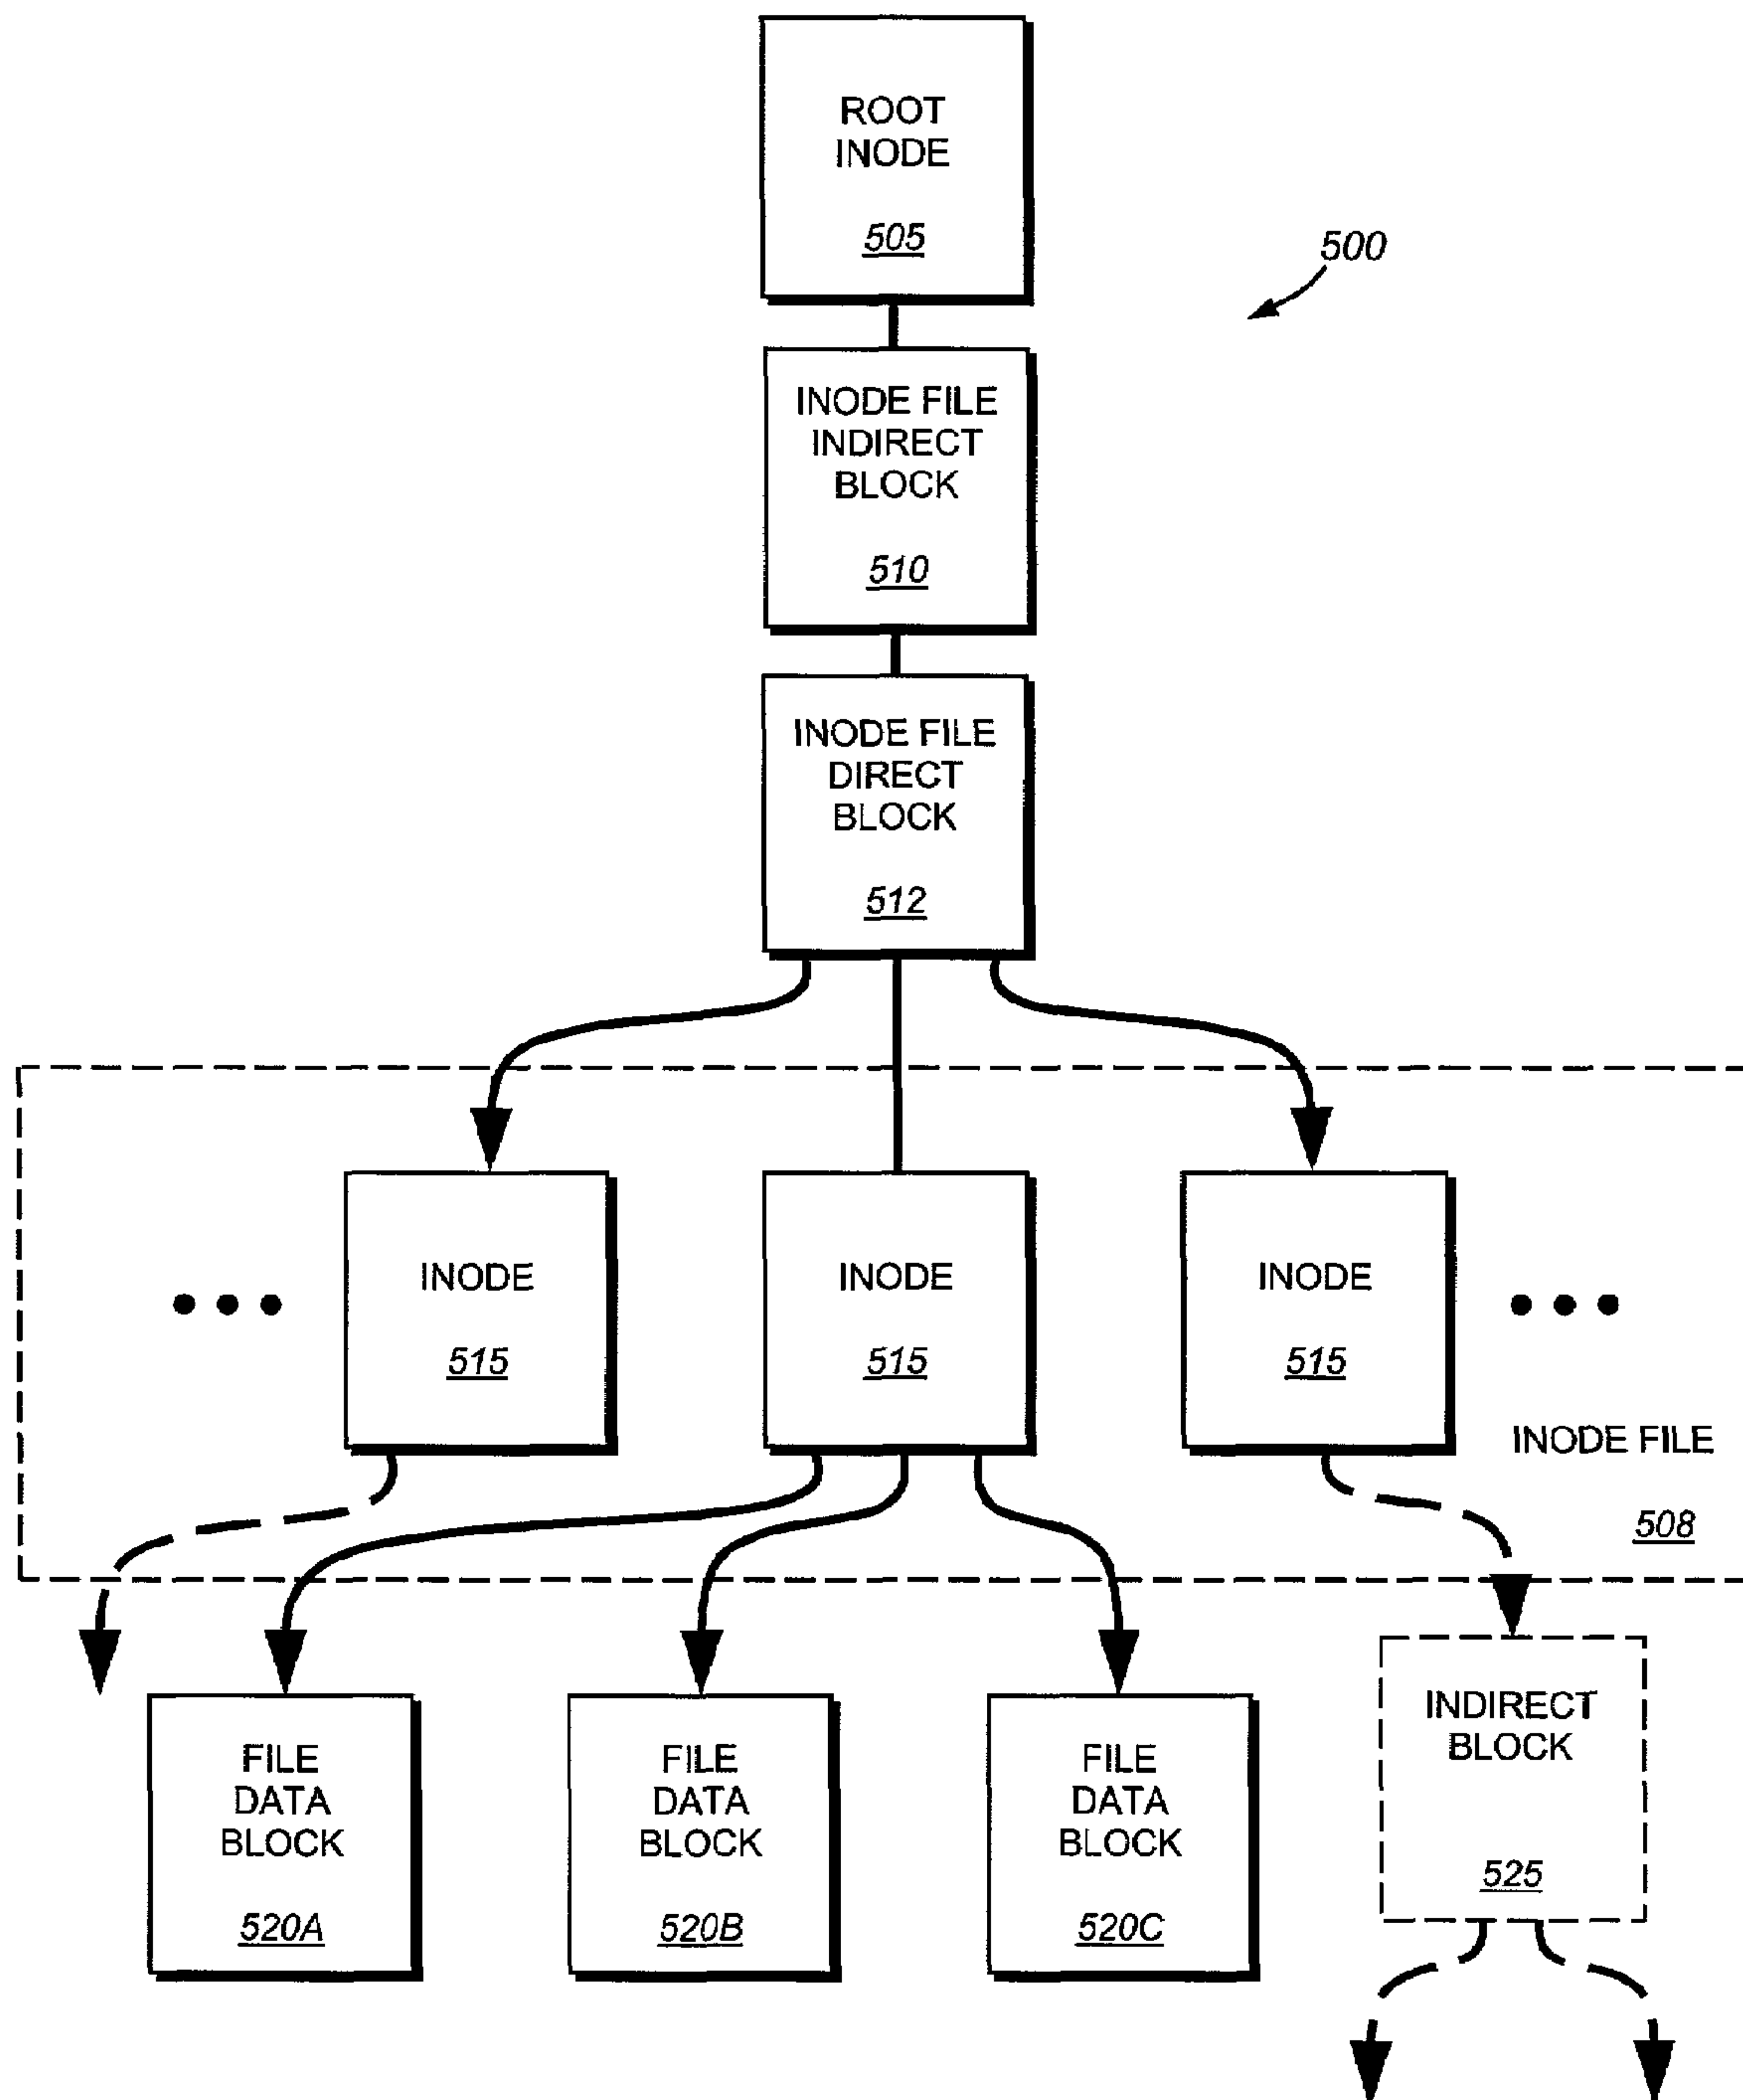 ROOT
INODE
505
500
INODE FILE
INDIRECT
BLOCK
510
INODE FILE
DIRECT
BLOCK
512
INODE
515
INODE
515
INODE
515
INODE FILE
508
FILE
DATA
BLOCK
520A
FILE
DATA
BLOCK
520B
FILE
DATA
BLOCK
520C
INDIRECT
BLOCK
525